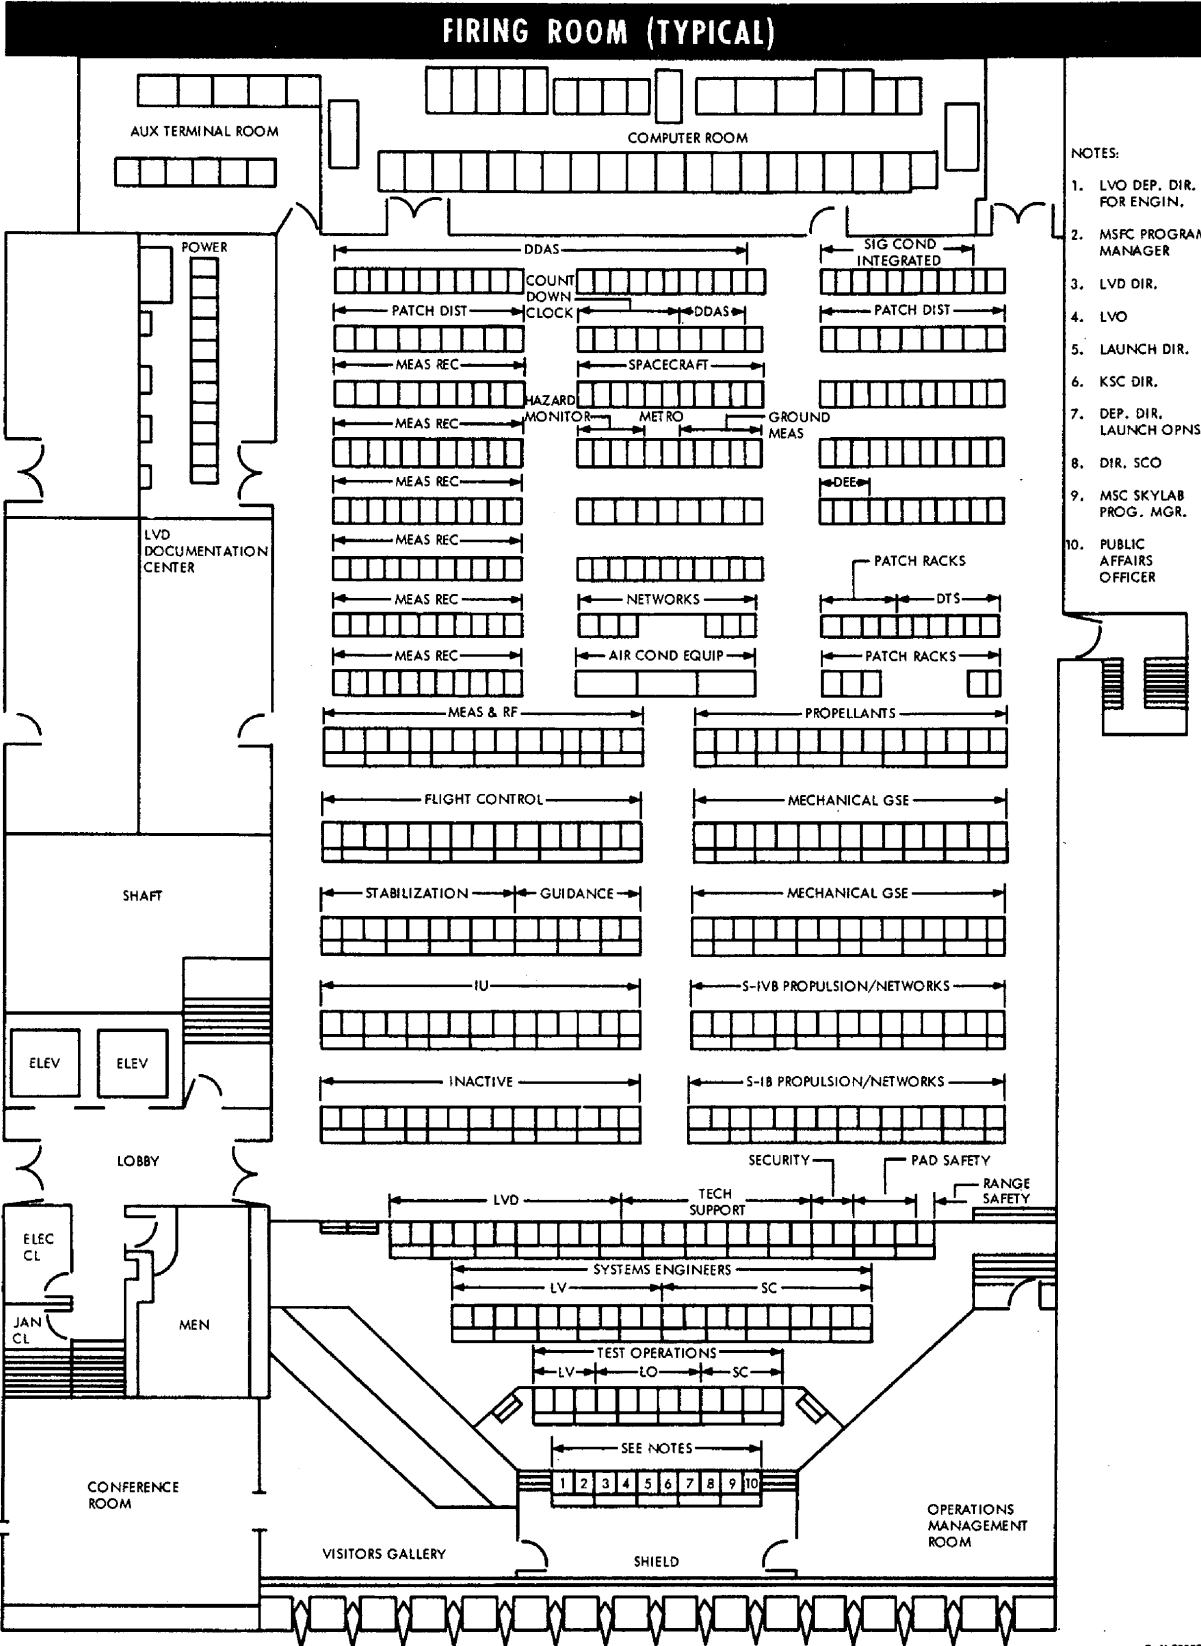 FIRING ROOM (TYPICAL)
AUX TERMINAL ROOM
COMPUTER ROOM
NOTES:
1. LVO DEP. DIR.
FOR ENGIN.
2. MSFC PROGRAM
MANAGER
3. LVD DIR.
4. LVO
5. LAUNCH DIR.
6. KSC DIR.
7. DEP. DIR.
LAUNCH OPNS
8. DIR. SCO
9. MSC SKYLAB
PROG. MGR.
10. PUBLIC
AFFAIRS
OFFICER
POWER
DDAS
SIG COND
INTEGRATED
COUNT
DOWN
CLOCK
PATCH DIST
DDAS
PATCH DIST
MEAS REC
SPACECRAFT
HAZARD
MONITOR
METRO
GROUND
MEAS
MEAS REC
MEAS REC
DEE
LVD
DOCUMENTATION
CENTER
MEAS REC
PATCH RACKS
MEAS REC
NETWORKS
DTS
MEAS REC
AIR COND EQUIP
PATCH RACKS
MEAS & RF
PROPELLANTS
FLIGHT CONTROL
MECHANICAL GSE
SHAFT
STABILIZATION
GUIDANCE
MECHANICAL GSE
IU
S-IVB PROPULSION/NETWORKS
ELEV
ELEV
INACTIVE
S-IB PROPULSION/NETWORKS
LOBBY
SECURITY
PAD SAFETY
RANGE
SAFETY
LVD
TECH
SUPPORT
ELEC
CL
SYSTEMS ENGINEERS
LV
SC
JAN
CL
MEN
TEST OPERATIONS
LV
LO
SC
SEE NOTES
1 2 3 4 5 6 7 8 9 10
CONFERENCE
ROOM
OPERATIONS
MANAGEMENT
ROOM
VISITORS GALLERY
SHIELD